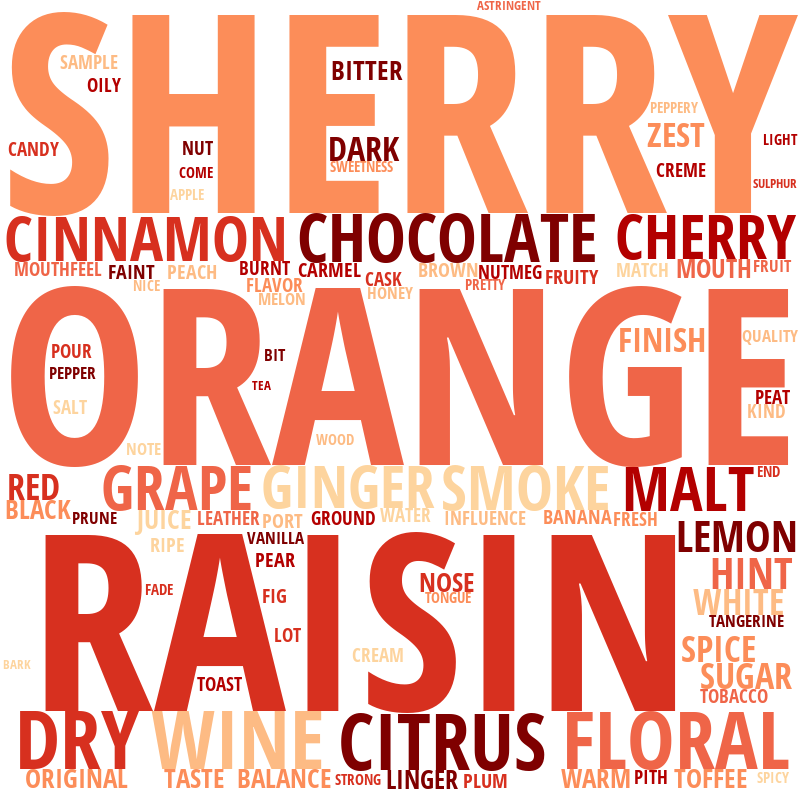 ASTRINGENT
SHERRY
SAMPLE
BITTER
OILY
PEPPERY
ZEST
DARK
LIGHT
CANDY
NUT
SWEETNESS
COME
CREME
SULPHUR
APPLE
CINNAMON
CHOCOLATE
CHERRY
MOUTHFEEL
FAINT
PEACH
BURNT
CARMEL
CASK
BROWN
NUTMEG
FRUITY
MATCH
MOUTH
FRUIT
NICE
FLAVOR
PRETTY
MELON
HONEY
ORANGE
FINISH
QUALITY
POUR
BIT
PEPPER
TEA
PEAT
SALT
KIND
WOOD
NOTE
RED
GRAPE
GINGER
SMOKE
MALT
END
BLACK
PRUNE
JUICE
LEATHER
PORT
GROUND
WATER
INFLUENCE
BANANA
FRESH
LEMON
VANILLA
RIPE
PEAR
RAISIN
HINT
FADE
FIG
NOSE
TONGUE
WHITE
TANGERINE
LOT
SPICE
CREAM
BARK
SUGAR
TOAST
TOBACCO
DRY
WINE
CITRUS
FLORAL
ORIGINAL
TASTE
BALANCE
STRONG
LINGER
PLUM
WARM
PITH
TOFFEE
SPICY